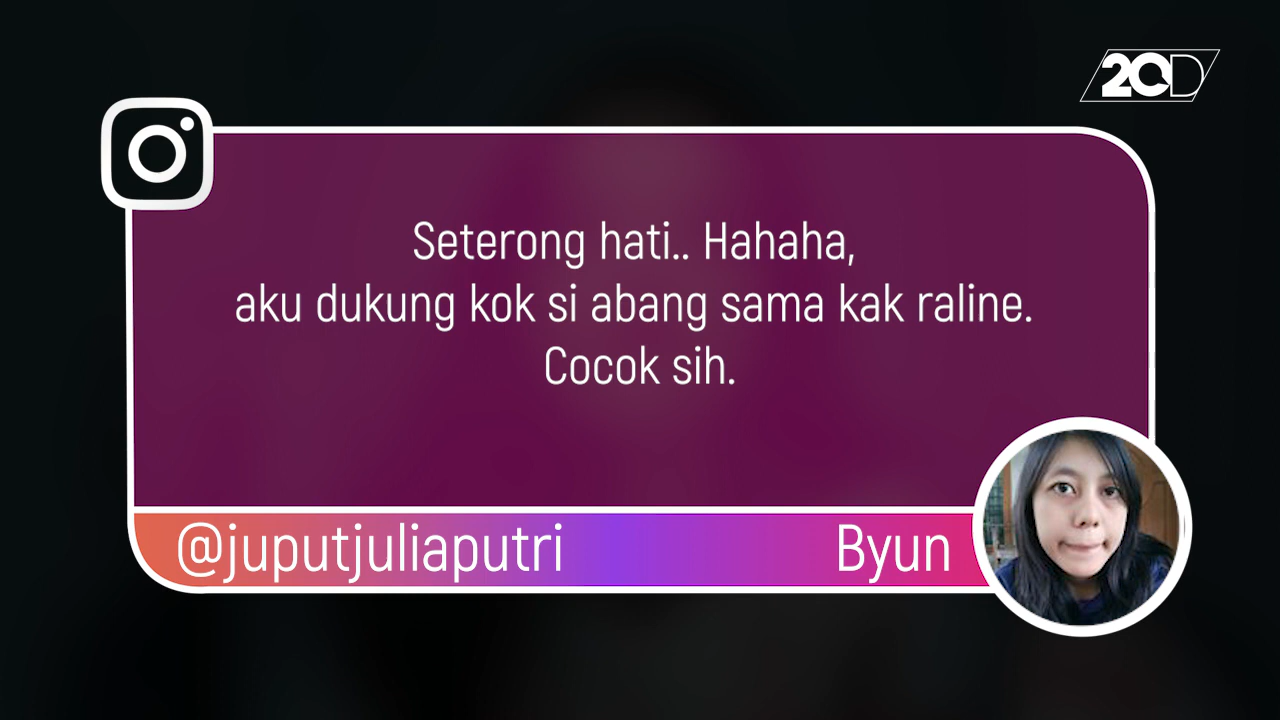 20D
Seterong hati.. Hahaha,
aku dukung kok si abang sama kak raline.
Cocok sih.
@juputjuliaputri
Byun